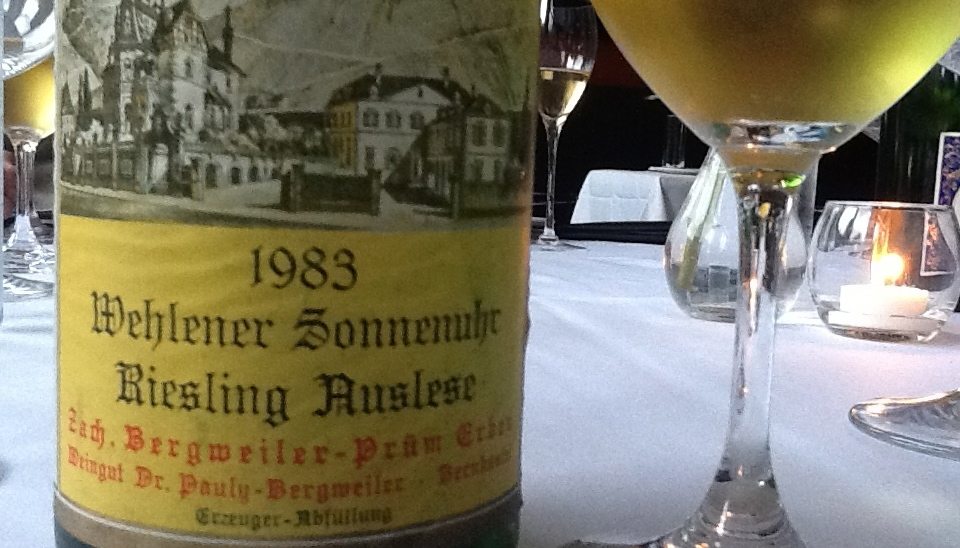 1983
Wehlener Sonnenuhr
Riesling Auslese
Zach. Bergweiler-Prüm Erben
Weingut Dr. Pauly-Bergweiler ·
Erzeuger-Abfüllung